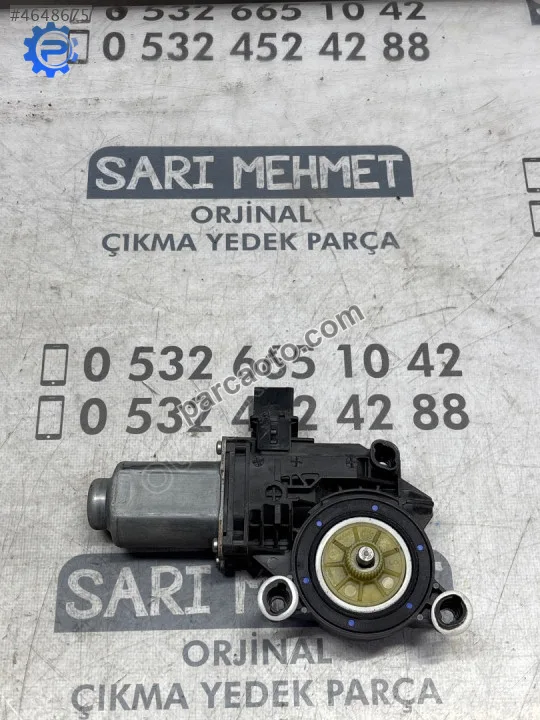 #4648675
0 532 665 10 42
0 532 452 42 88
SARI MEHMET
ORJİNAL
ÇIKMA YEDEK PARÇA
parcaoto.com
0 532 665 10 42
0 532 452 42 88
SARI MEHMET
ORJİNAL
ÇIKMA YEDEK PARÇA